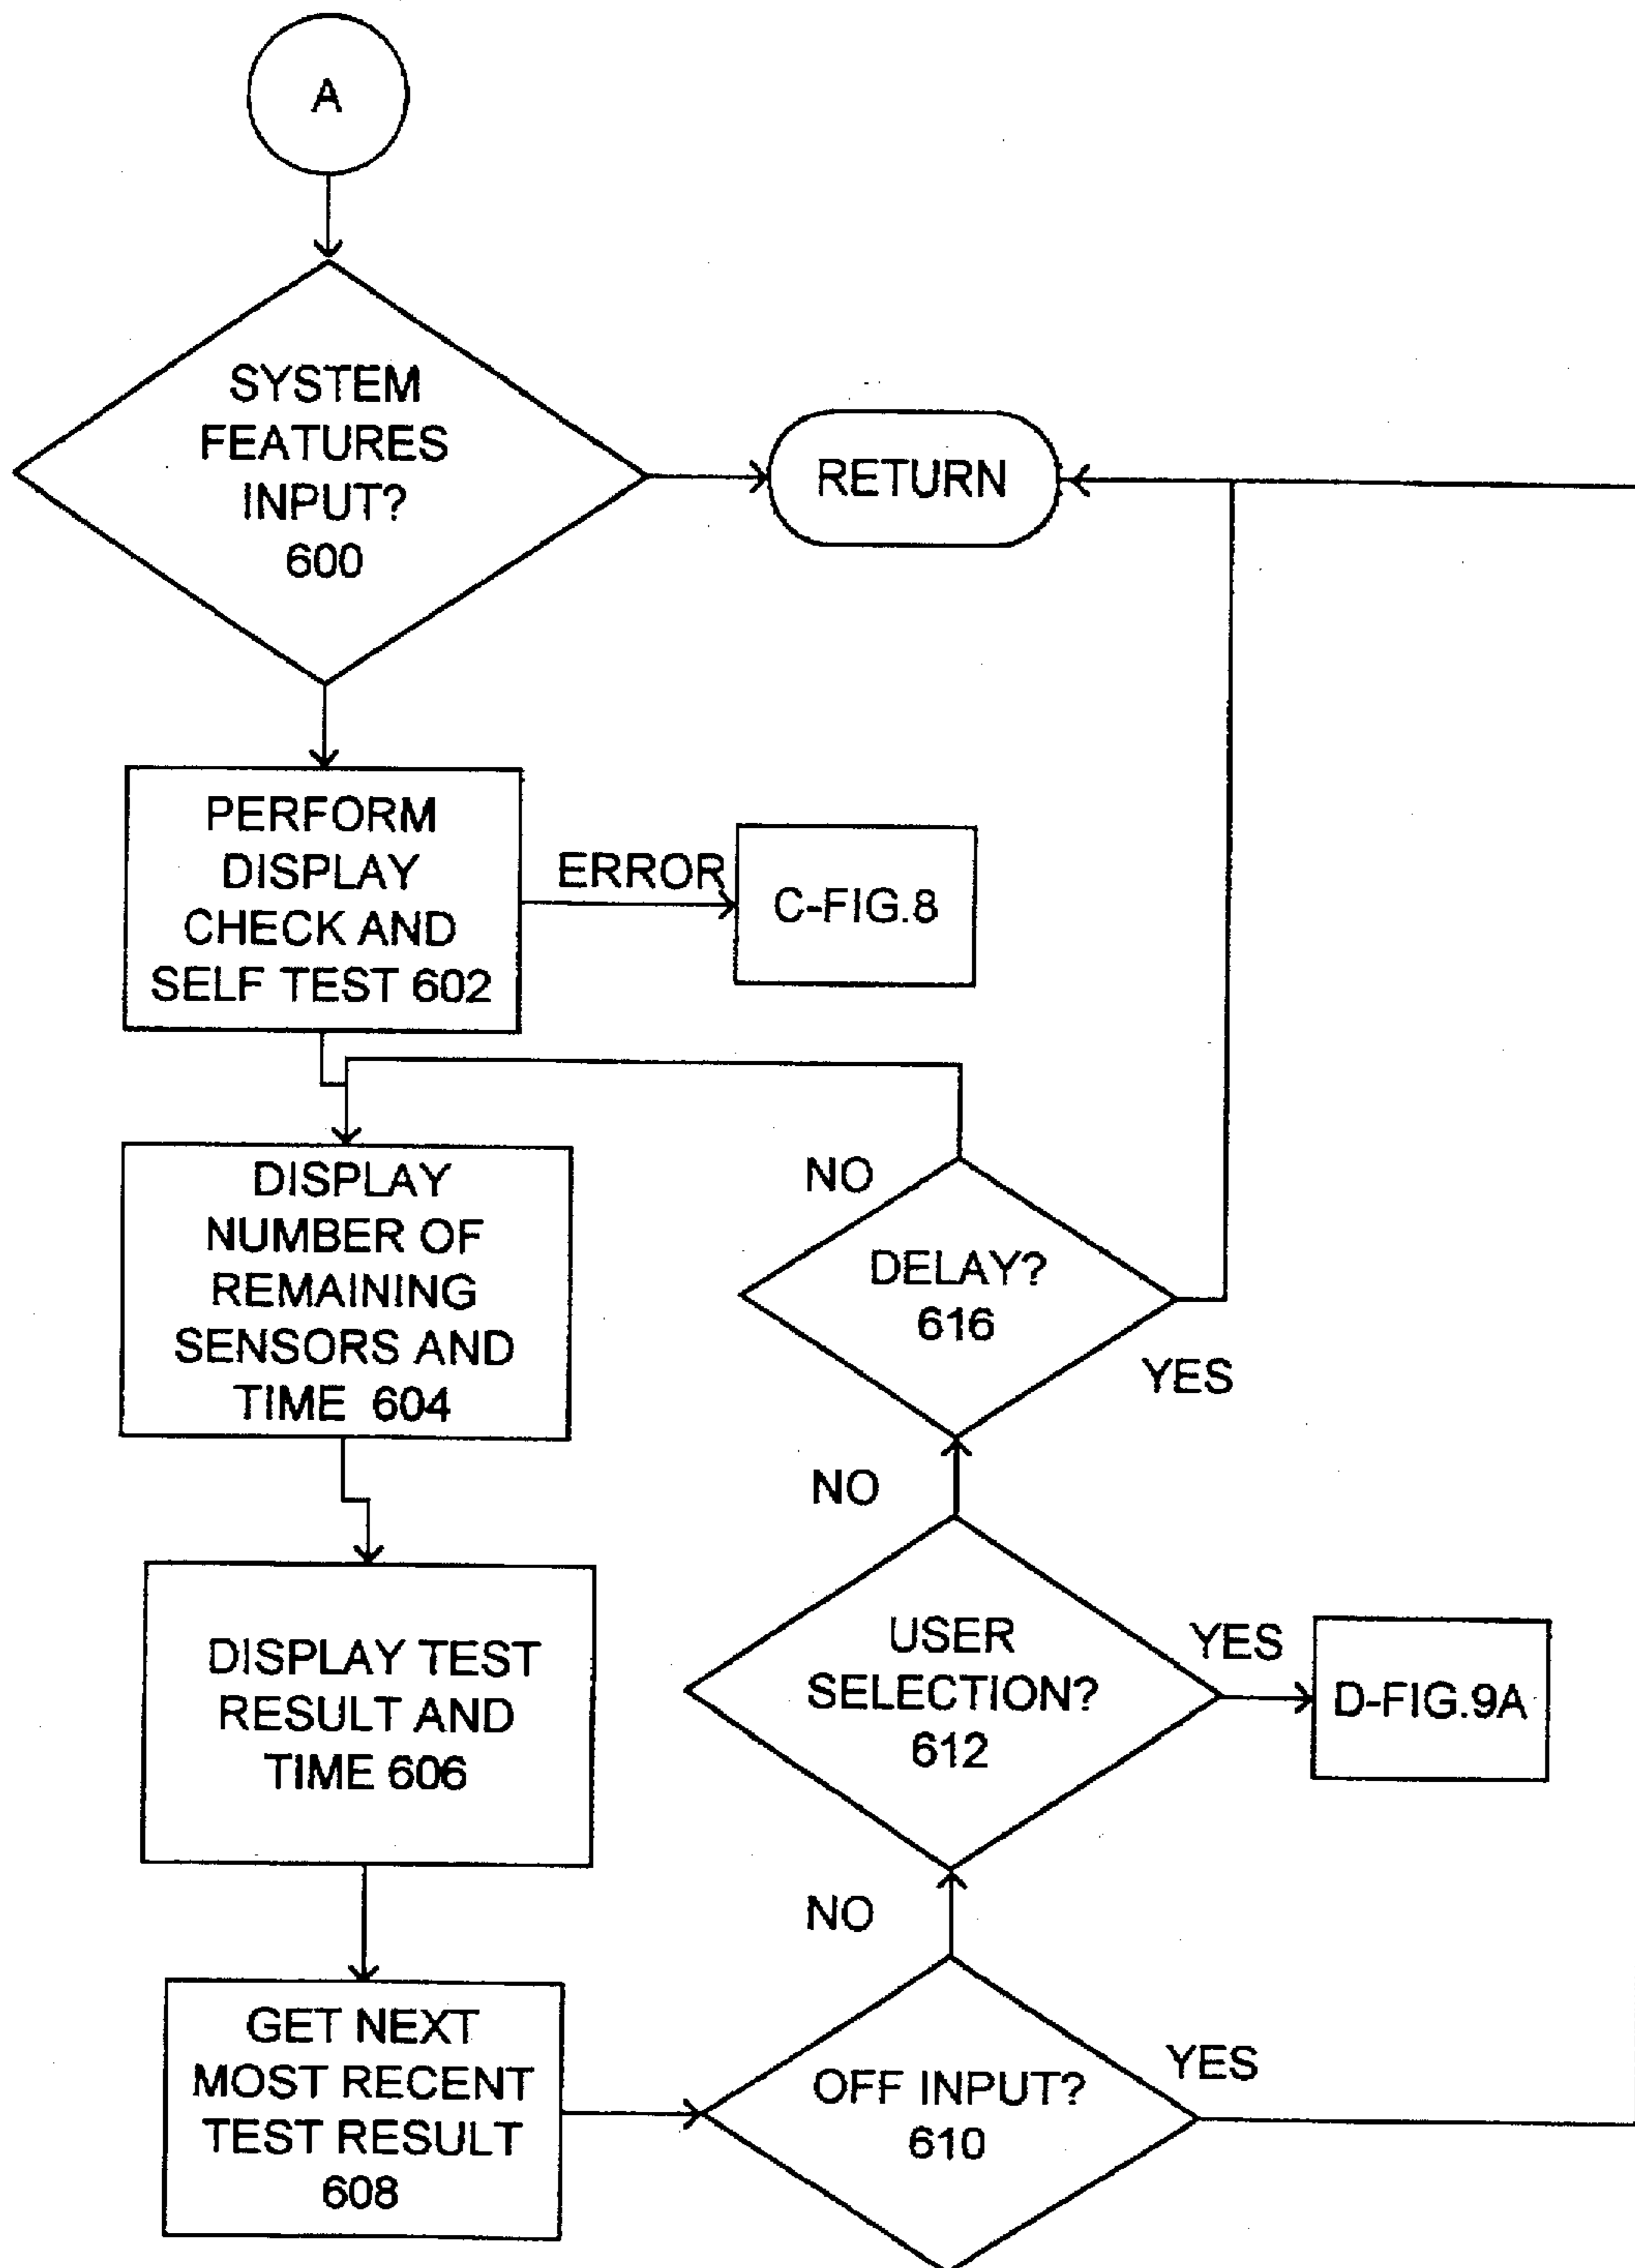 A
SYSTEM
FEATURES
INPUT?
600
RETURN
PERFORM
DISPLAY
CHECK AND
SELF TEST 602
ERROR
C-FIG.8
DISPLAY
NUMBER OF
REMAINING
SENSORS AND
TIME 604
NO
DELAY?
616
YES
DISPLAY TEST
RESULT AND
TIME 606
NO
USER
SELECTION?
612
YES
D-FIG.9A
GET NEXT
MOST RECENT
TEST RESULT
608
NO
OFF INPUT?
610
YES